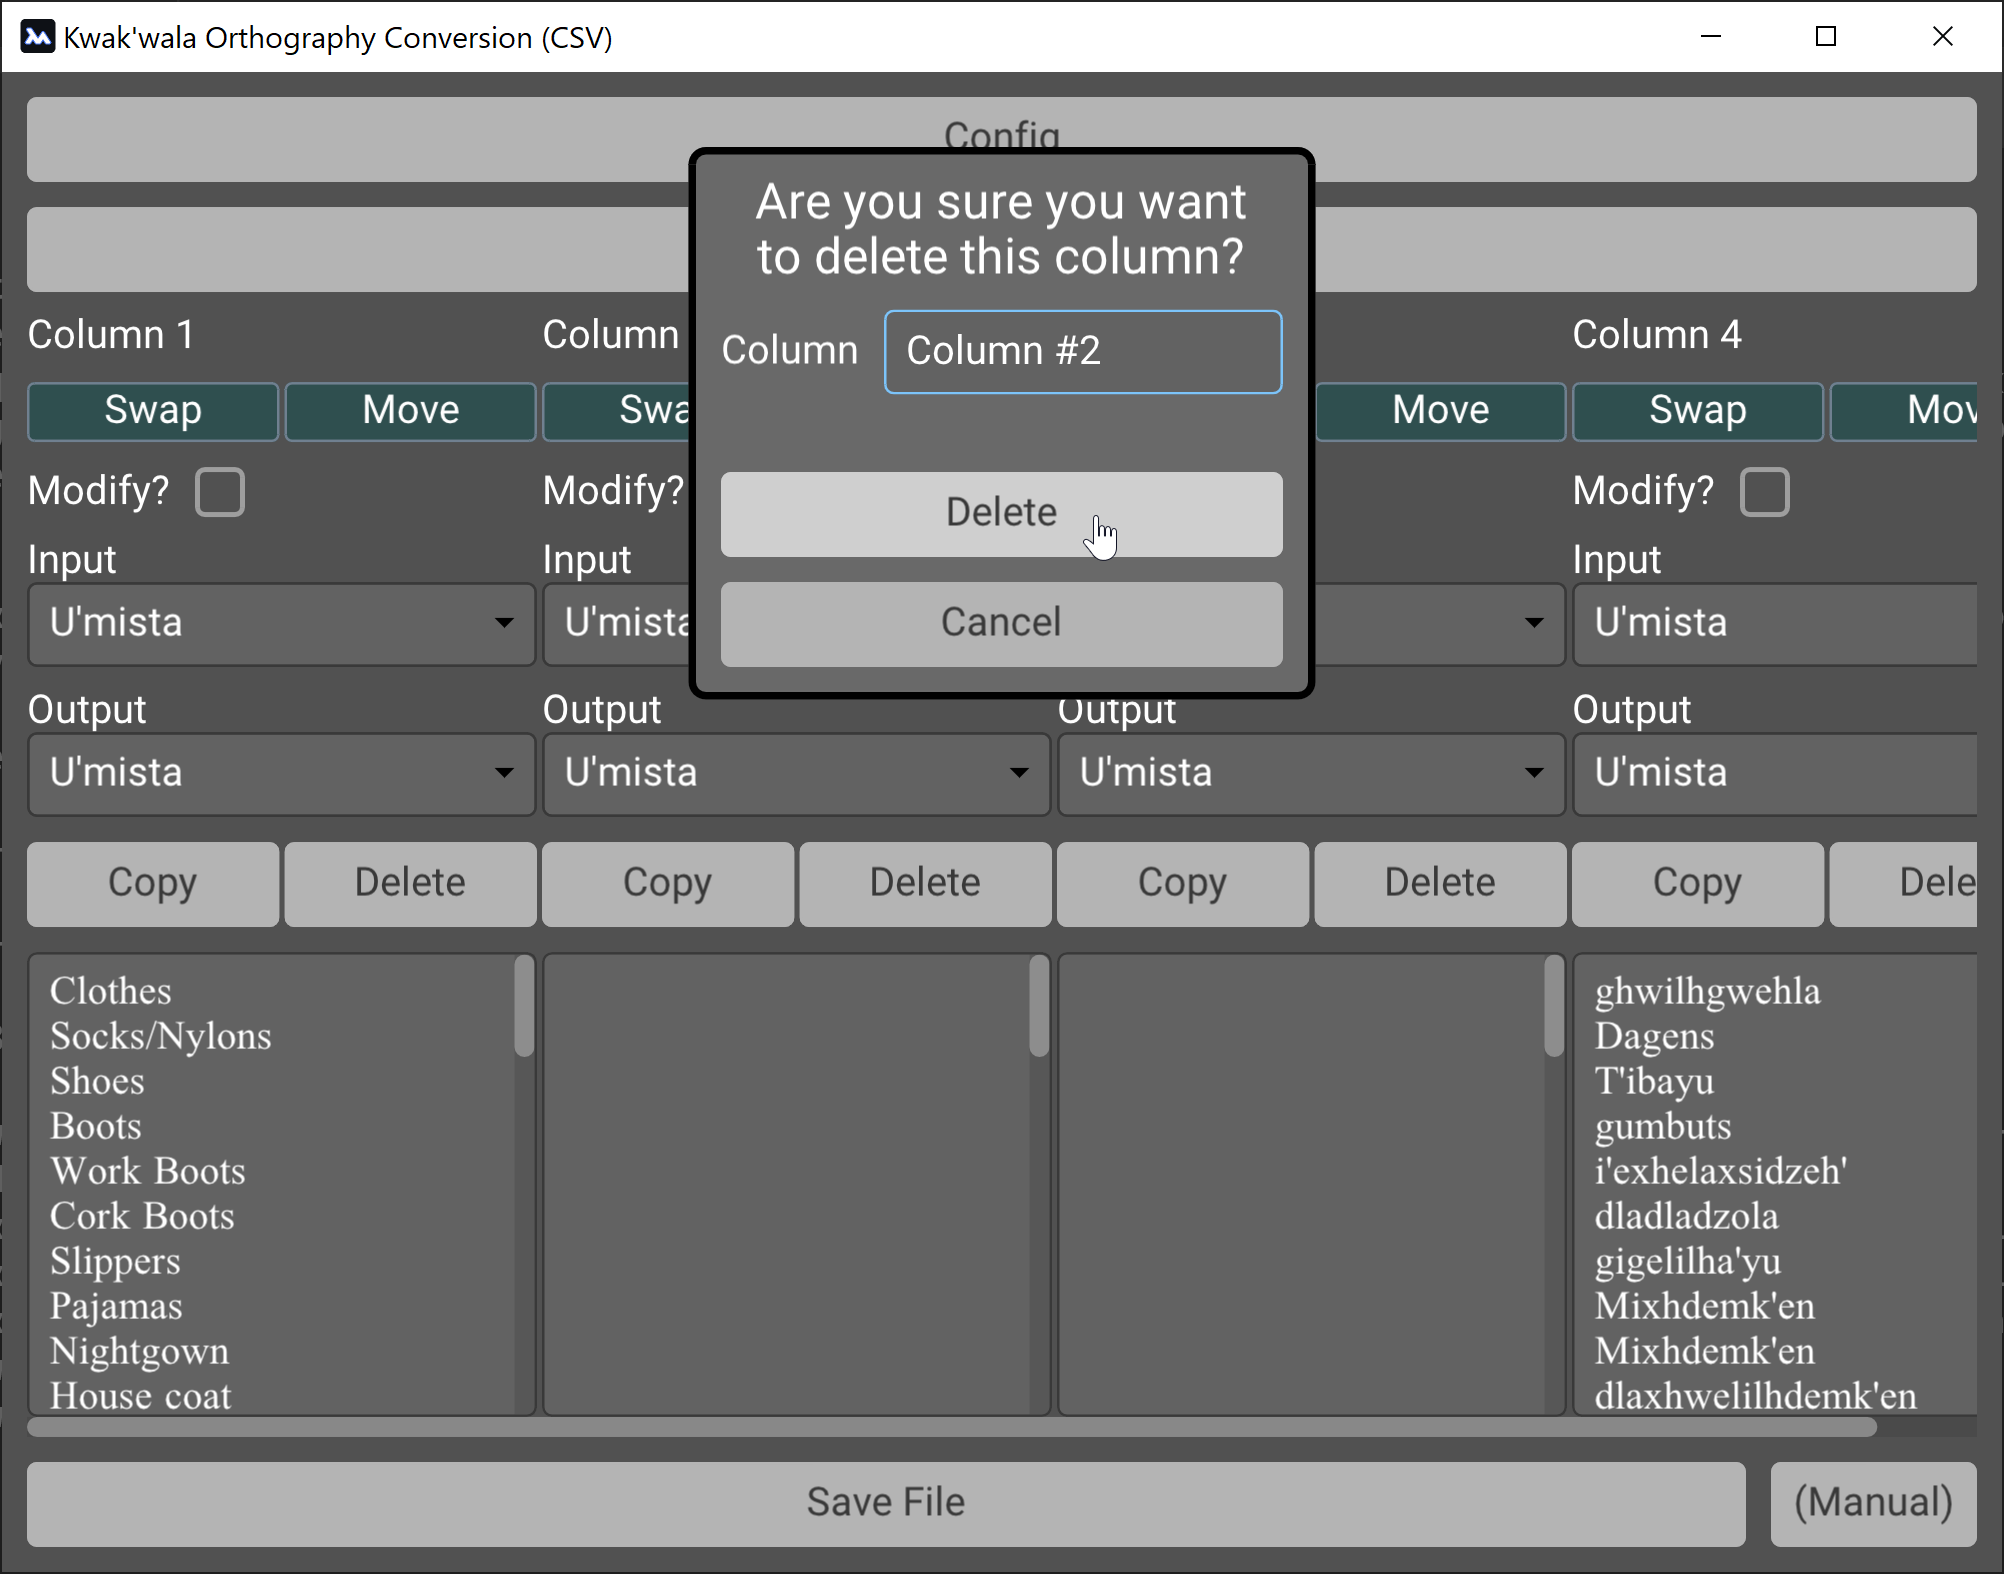 Kwak'wala Orthography Conversion (CSV)
Config
Are you sure you want
to delete this column?
Column Column #2
Delete
Cancel
Column 1 Column Column 4
Swap Move Swa Move Swap Mov
Modify? Modify? Modify?
Input Input Input
U'mista U'mista U'mista
Output Output Output Output
U'mista U'mista U'mista U'mista
Copy Delete Copy Delete Copy Delete Copy Dele
Clothes
Socks/Nylons
Shoes
Boots
Work Boots
Cork Boots
Slippers
Pajamas
Nightgown
House coat
ghwilhgwehla
Dagens
T'ibayu
gumbuts
i'exhelaxsidzeh'
dladladzola
gigelilha'yu
Mixhdemk'en
Mixhdemk'en
dlaxhwelilhdemk'en
Save File (Manual)